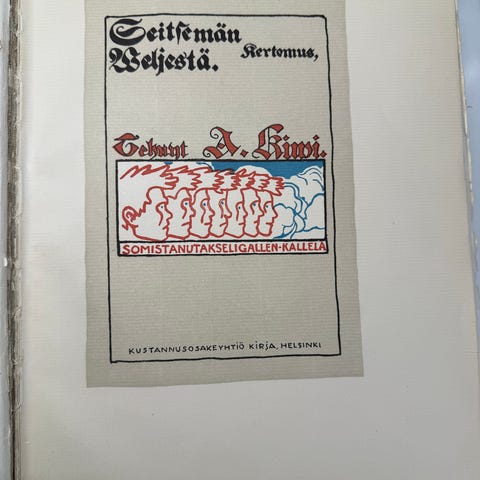 Seitsemän
Weljestä. Kertomus,
Tehnyt A. Kiwi.
SOMISTANUT AKSELI GALLEN-KALLELA
KUSTANNUSOSAKEYHTIÖ KIRJA, HELSINKI